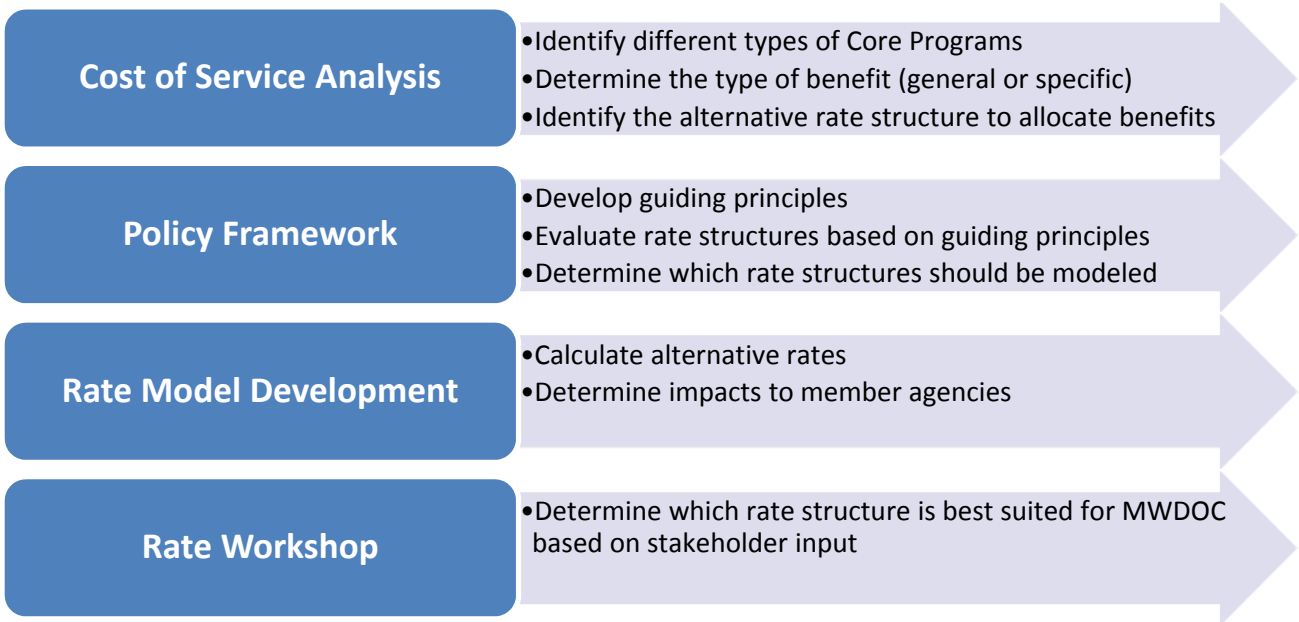 Cost of Service Analysis
•Identify different types of Core Programs
•Determine the type of benefit (general or specific)
•Identify the alternative rate structure to allocate benefits
Policy Framework
•Develop guiding principles
•Evaluate rate structures based on guiding principles
•Determine which rate structures should be modeled
Rate Model Development
•Calculate alternative rates
•Determine impacts to member agencies
Rate Workshop
•Determine which rate structure is best suited for MWDOC
based on stakeholder input